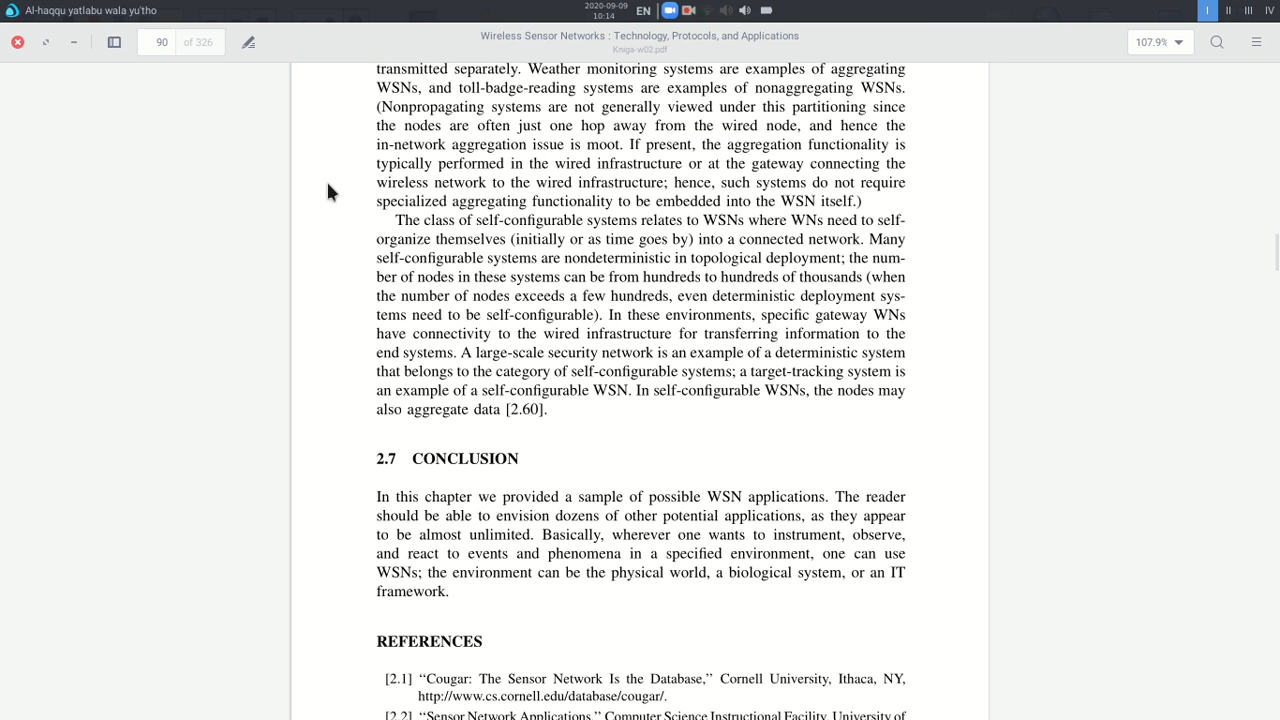 Al-haqqu yatlabu wala yu'tho
2020-09-09
10:14
EN
I II III IV
90 of 326
Wireless Sensor Networks : Technology, Protocols, and Applications
Kniga-w02.pdf
107.9%
transmitted separately. Weather monitoring systems are examples of aggregating
WSNs, and toll-badge-reading systems are examples of nonaggregating WSNs.
(Nonpropagating systems are not generally viewed under this partitioning since
the nodes are often just one hop away from the wired node, and hence the
in-network aggregation issue is moot. If present, the aggregation functionality is
typically performed in the wired infrastructure or at the gateway connecting the
wireless network to the wired infrastructure; hence, such systems do not require
specialized aggregating functionality to be embedded into the WSN itself.)
The class of self-configurable systems relates to WSNs where WNs need to self-
organize themselves (initially or as time goes by) into a connected network. Many
self-configurable systems are nondeterministic in topological deployment; the num-
ber of nodes in these systems can be from hundreds to hundreds of thousands (when
the number of nodes exceeds a few hundreds, even deterministic deployment sys-
tems need to be self-configurable). In these environments, specific gateway WNs
have connectivity to the wired infrastructure for transferring information to the
end systems. A large-scale security network is an example of a deterministic system
that belongs to the category of self-configurable systems; a target-tracking system is
an example of a self-configurable WSN. In self-configurable WSNs, the nodes may
also aggregate data [2.60].
2.7 CONCLUSION
In this chapter we provided a sample of possible WSN applications. The reader
should be able to envision dozens of other potential applications, as they appear
to be almost unlimited. Basically, wherever one wants to instrument, observe,
and react to events and phenomena in a specified environment, one can use
WSNs; the environment can be the physical world, a biological system, or an IT
framework.
REFERENCES
[2.1] ‘‘Cougar: The Sensor Network Is the Database,’’ Cornell University, Ithaca, NY,
http://www.cs.cornell.edu/database/cougar/.
[2.2] ‘‘Sensor Network Applications,’’ Computer Science Instructional Facility, University of